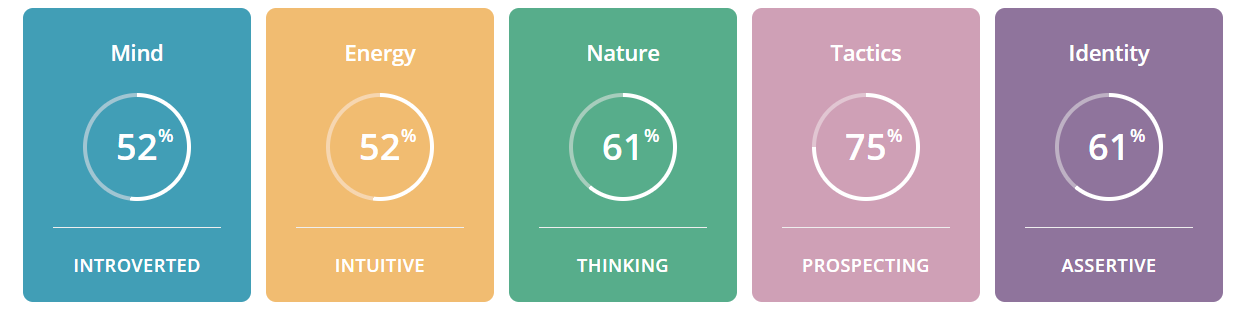 Mind
52%
INTROVERTED
Energy
52%
INTUITIVE
Nature
61%
THINKING
Tactics
75%
PROSPECTING
Identity
61%
ASSERTIVE